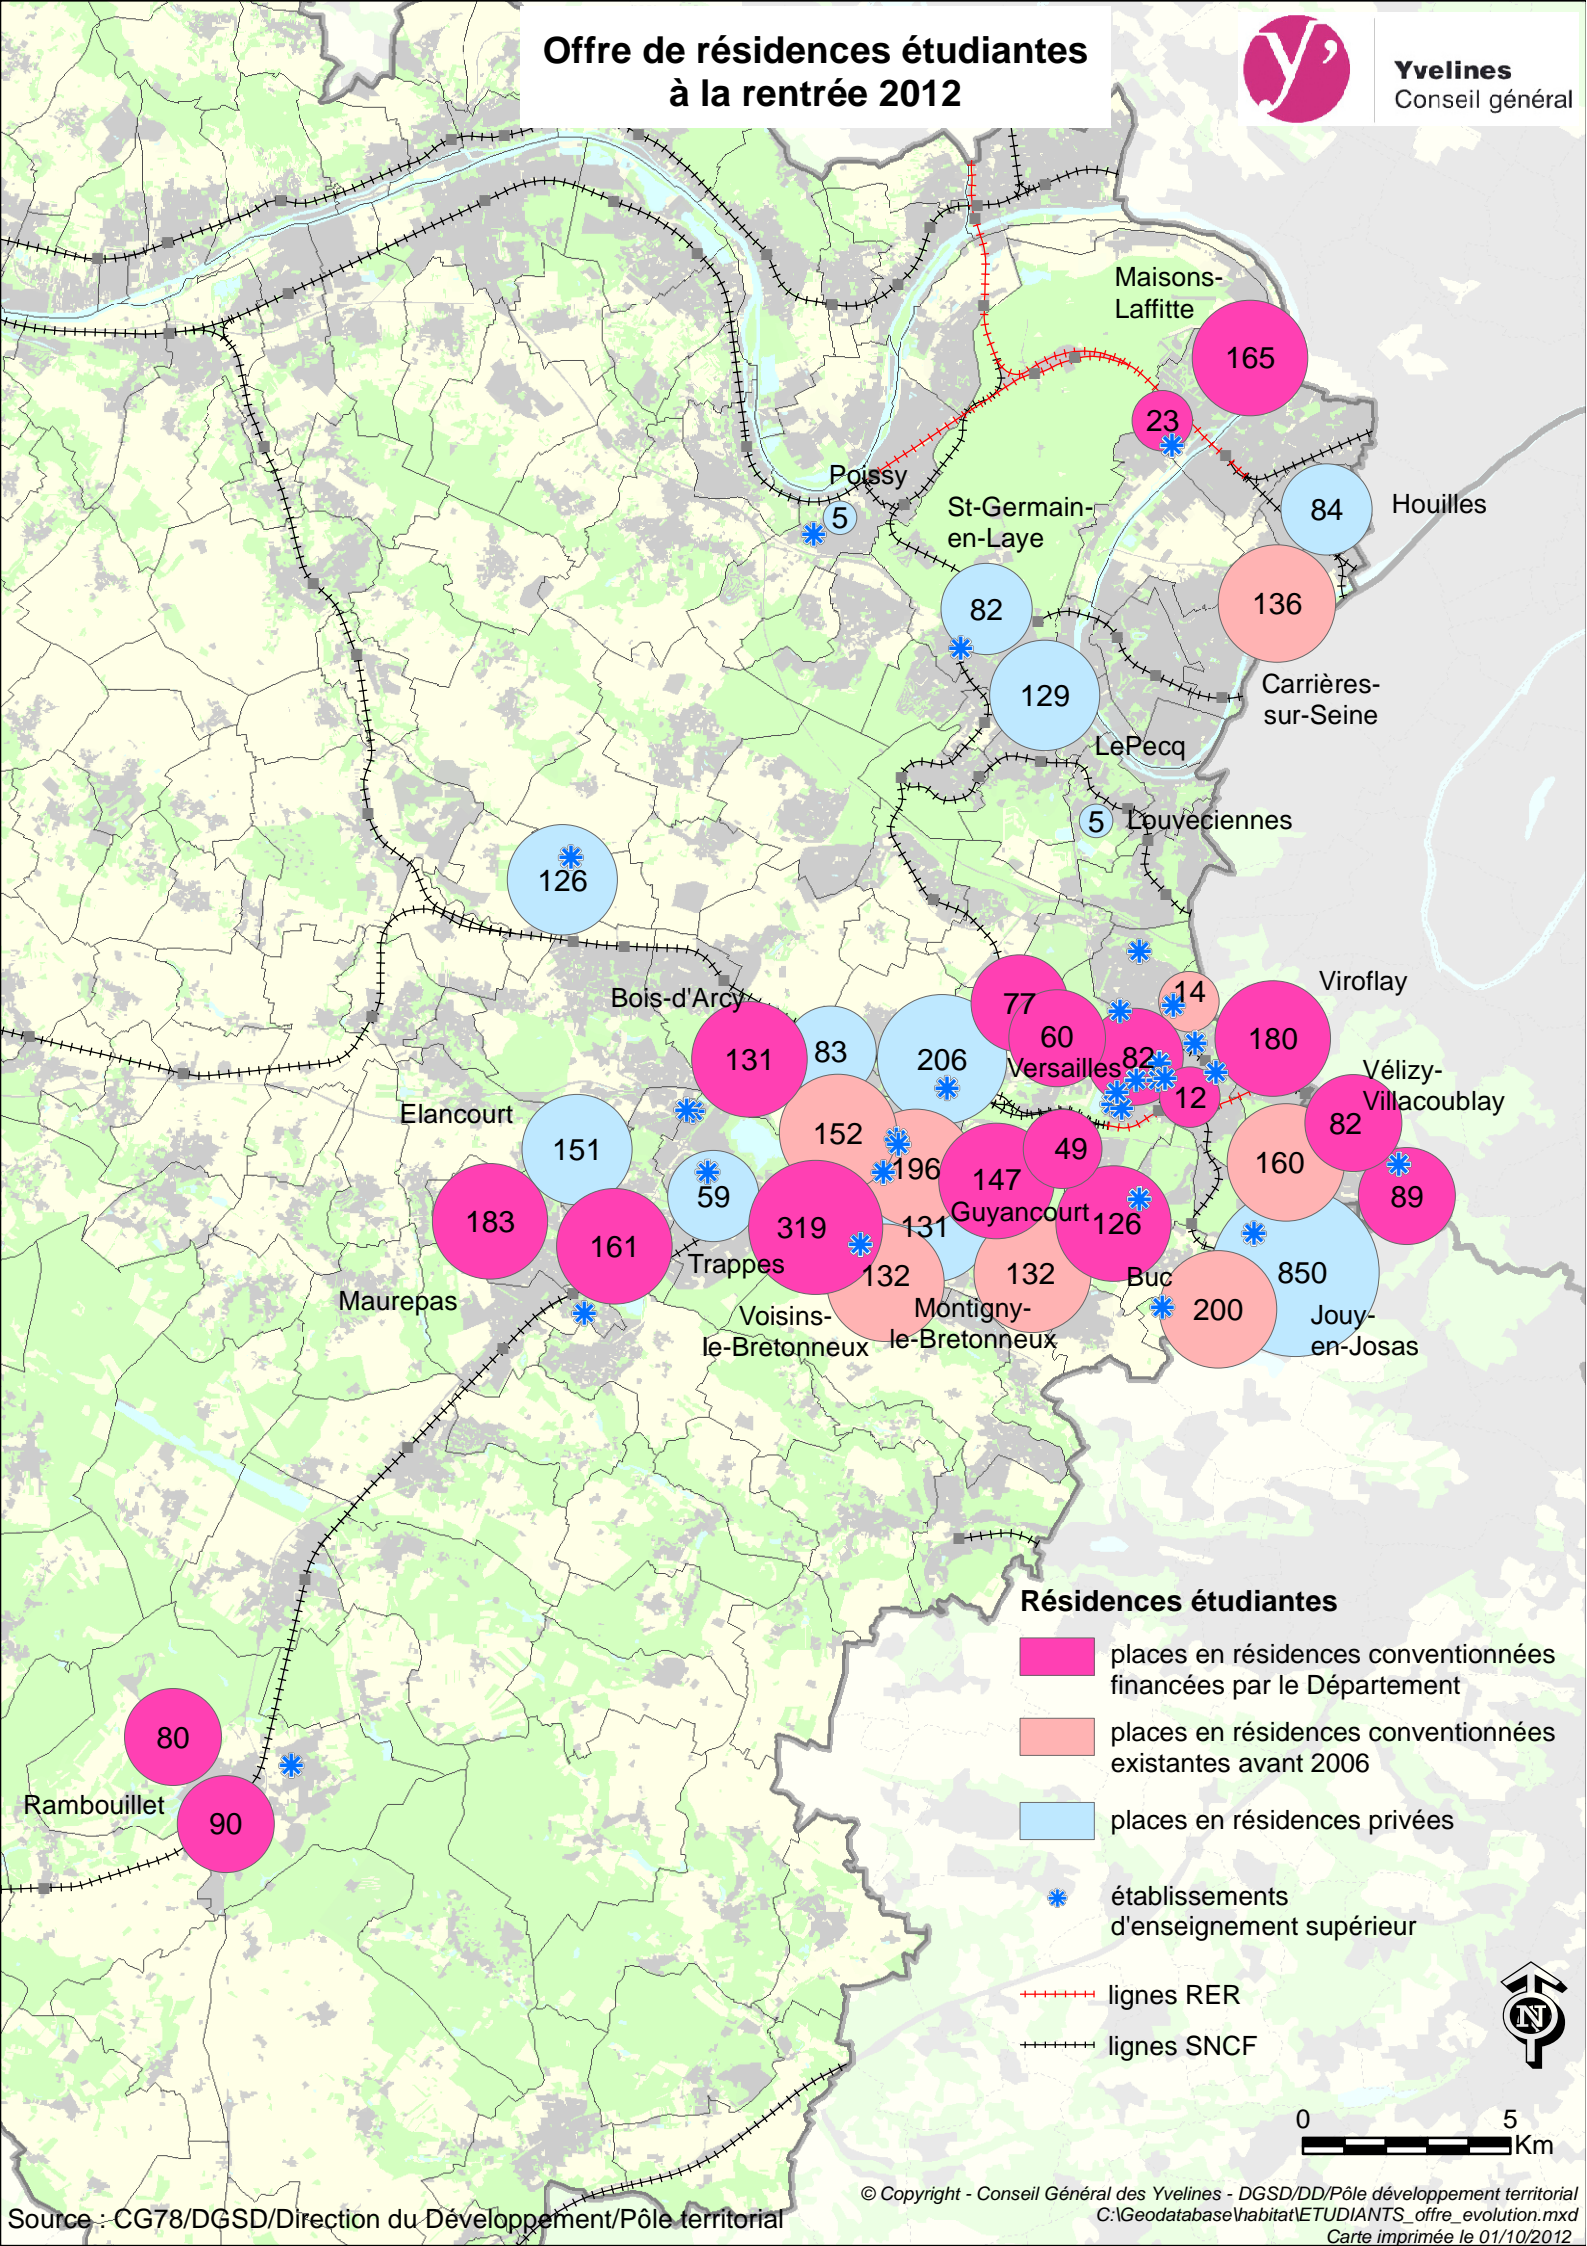 Offre de résidences étudiantes
à la rentrée 2012
y'
Yvelines
Conseil général
Maisons-
Laffitte
165
23
Poissy
5
St-Germain-
en-Laye
84
Houilles
82
136
129
Carrières-
sur-Seine
LePecq
5
Louveciennes
126
Bois-d'Arcy
77
14
Viroflay
131
83
206
60
82
180
Versailles
Vélizy-
Villacoublay
12
82
Elancourt
151
152
49
160
59
196
147
89
183
161
319
131
Guyancourt
126
Trappes
132
132
Buc
850
Maurepas
Voisins-
le-Bretonneux
Montigny-
le-Bretonneux
200
Jouy-
en-Josas
Résidences étudiantes
places en résidences conventionnées
financées par le Département
places en résidences conventionnées
existantes avant 2006
places en résidences privées
établissements
d'enseignement supérieur
lignes RER
lignes SNCF
80
Rambouillet
90
N
0 5
Km
Source : CG78/DGSD/Direction du Développement/Pôle territorial
© Copyright - Conseil Général des Yvelines - DGSD/DD/Pôle développement territorial
C:\Geodatabase\habitat\ETUDIANTS_offre_evolution.mxd
Carte imprimée le 01/10/2012